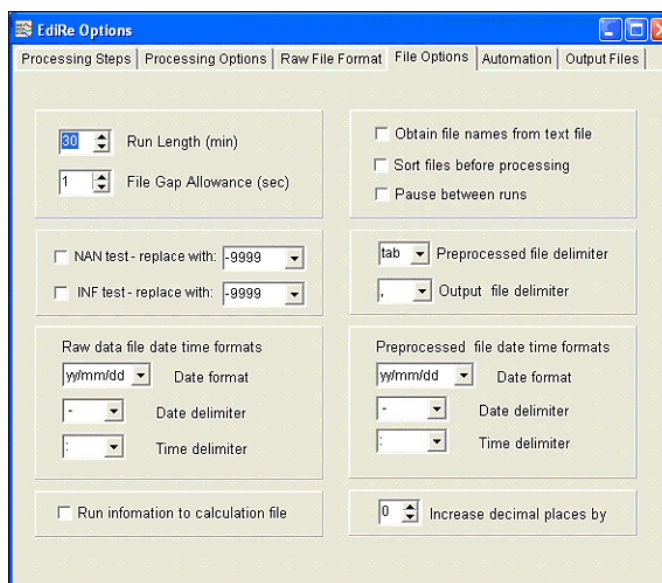 EdiRe Options
Processing Steps Processing Options Raw File Format File Options Automation Output Files
30 Run Length (min)
1 File Gap Allowance (sec)
Obtain file names from text file
Sort files before processing
Pause between runs
NAN test - replace with: -9999
INF test - replace with: -9999
tab Preprocessed file delimiter
, Output file delimiter
Raw data file date time formats
yy/mm/dd Date format
- Date delimiter
: Time delimiter
Preprocessed file date time formats
yy/mm/dd Date format
- Date delimiter
: Time delimiter
Run infomation to calculation file
0 Increase decimal places by